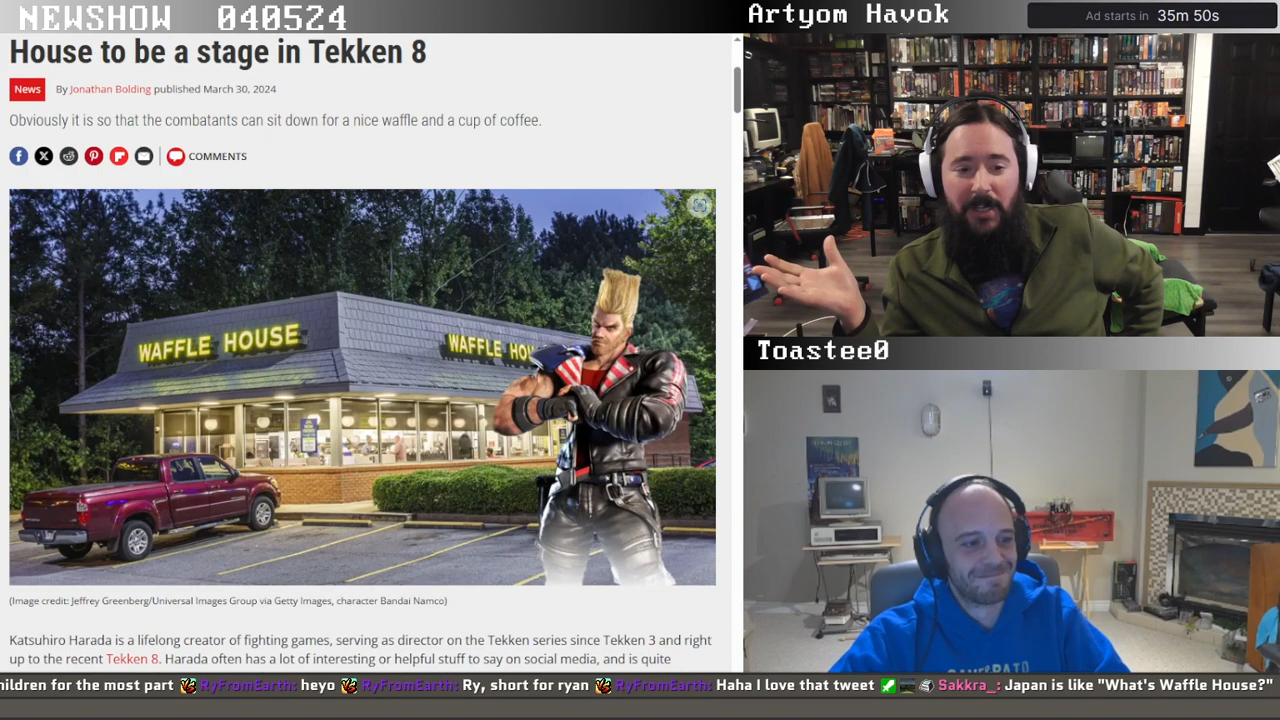 NEWSHOW 040524
Artyom Havok
Ad starts in 35m 50s
House to be a stage in Tekken 8
News By Jonathan Bolding published March 30, 2024
Obviously it is so that the combatants can sit down for a nice waffle and a cup of coffee.
COMMENTS
WAFFLE HOUSE
WAFFLE HOU
Toastee0
(Image credit: Jeffrey Greenberg/Universal Images Group via Getty Images, character Bandai Namco)
Katsuhiro Harada is a lifelong creator of fighting games, serving as director on the Tekken series since Tekken 3 and right
up to the recent Tekken 8. Harada often has a lot of interesting or helpful stuff to say on social media, and is quite
hildren for the most part RyFromEarth: heyo RyFromEarth: Ry, short for ryan RyFromEarth: Haha I love that tweet Sakkra_: Japan is like "What's Waffle House?"